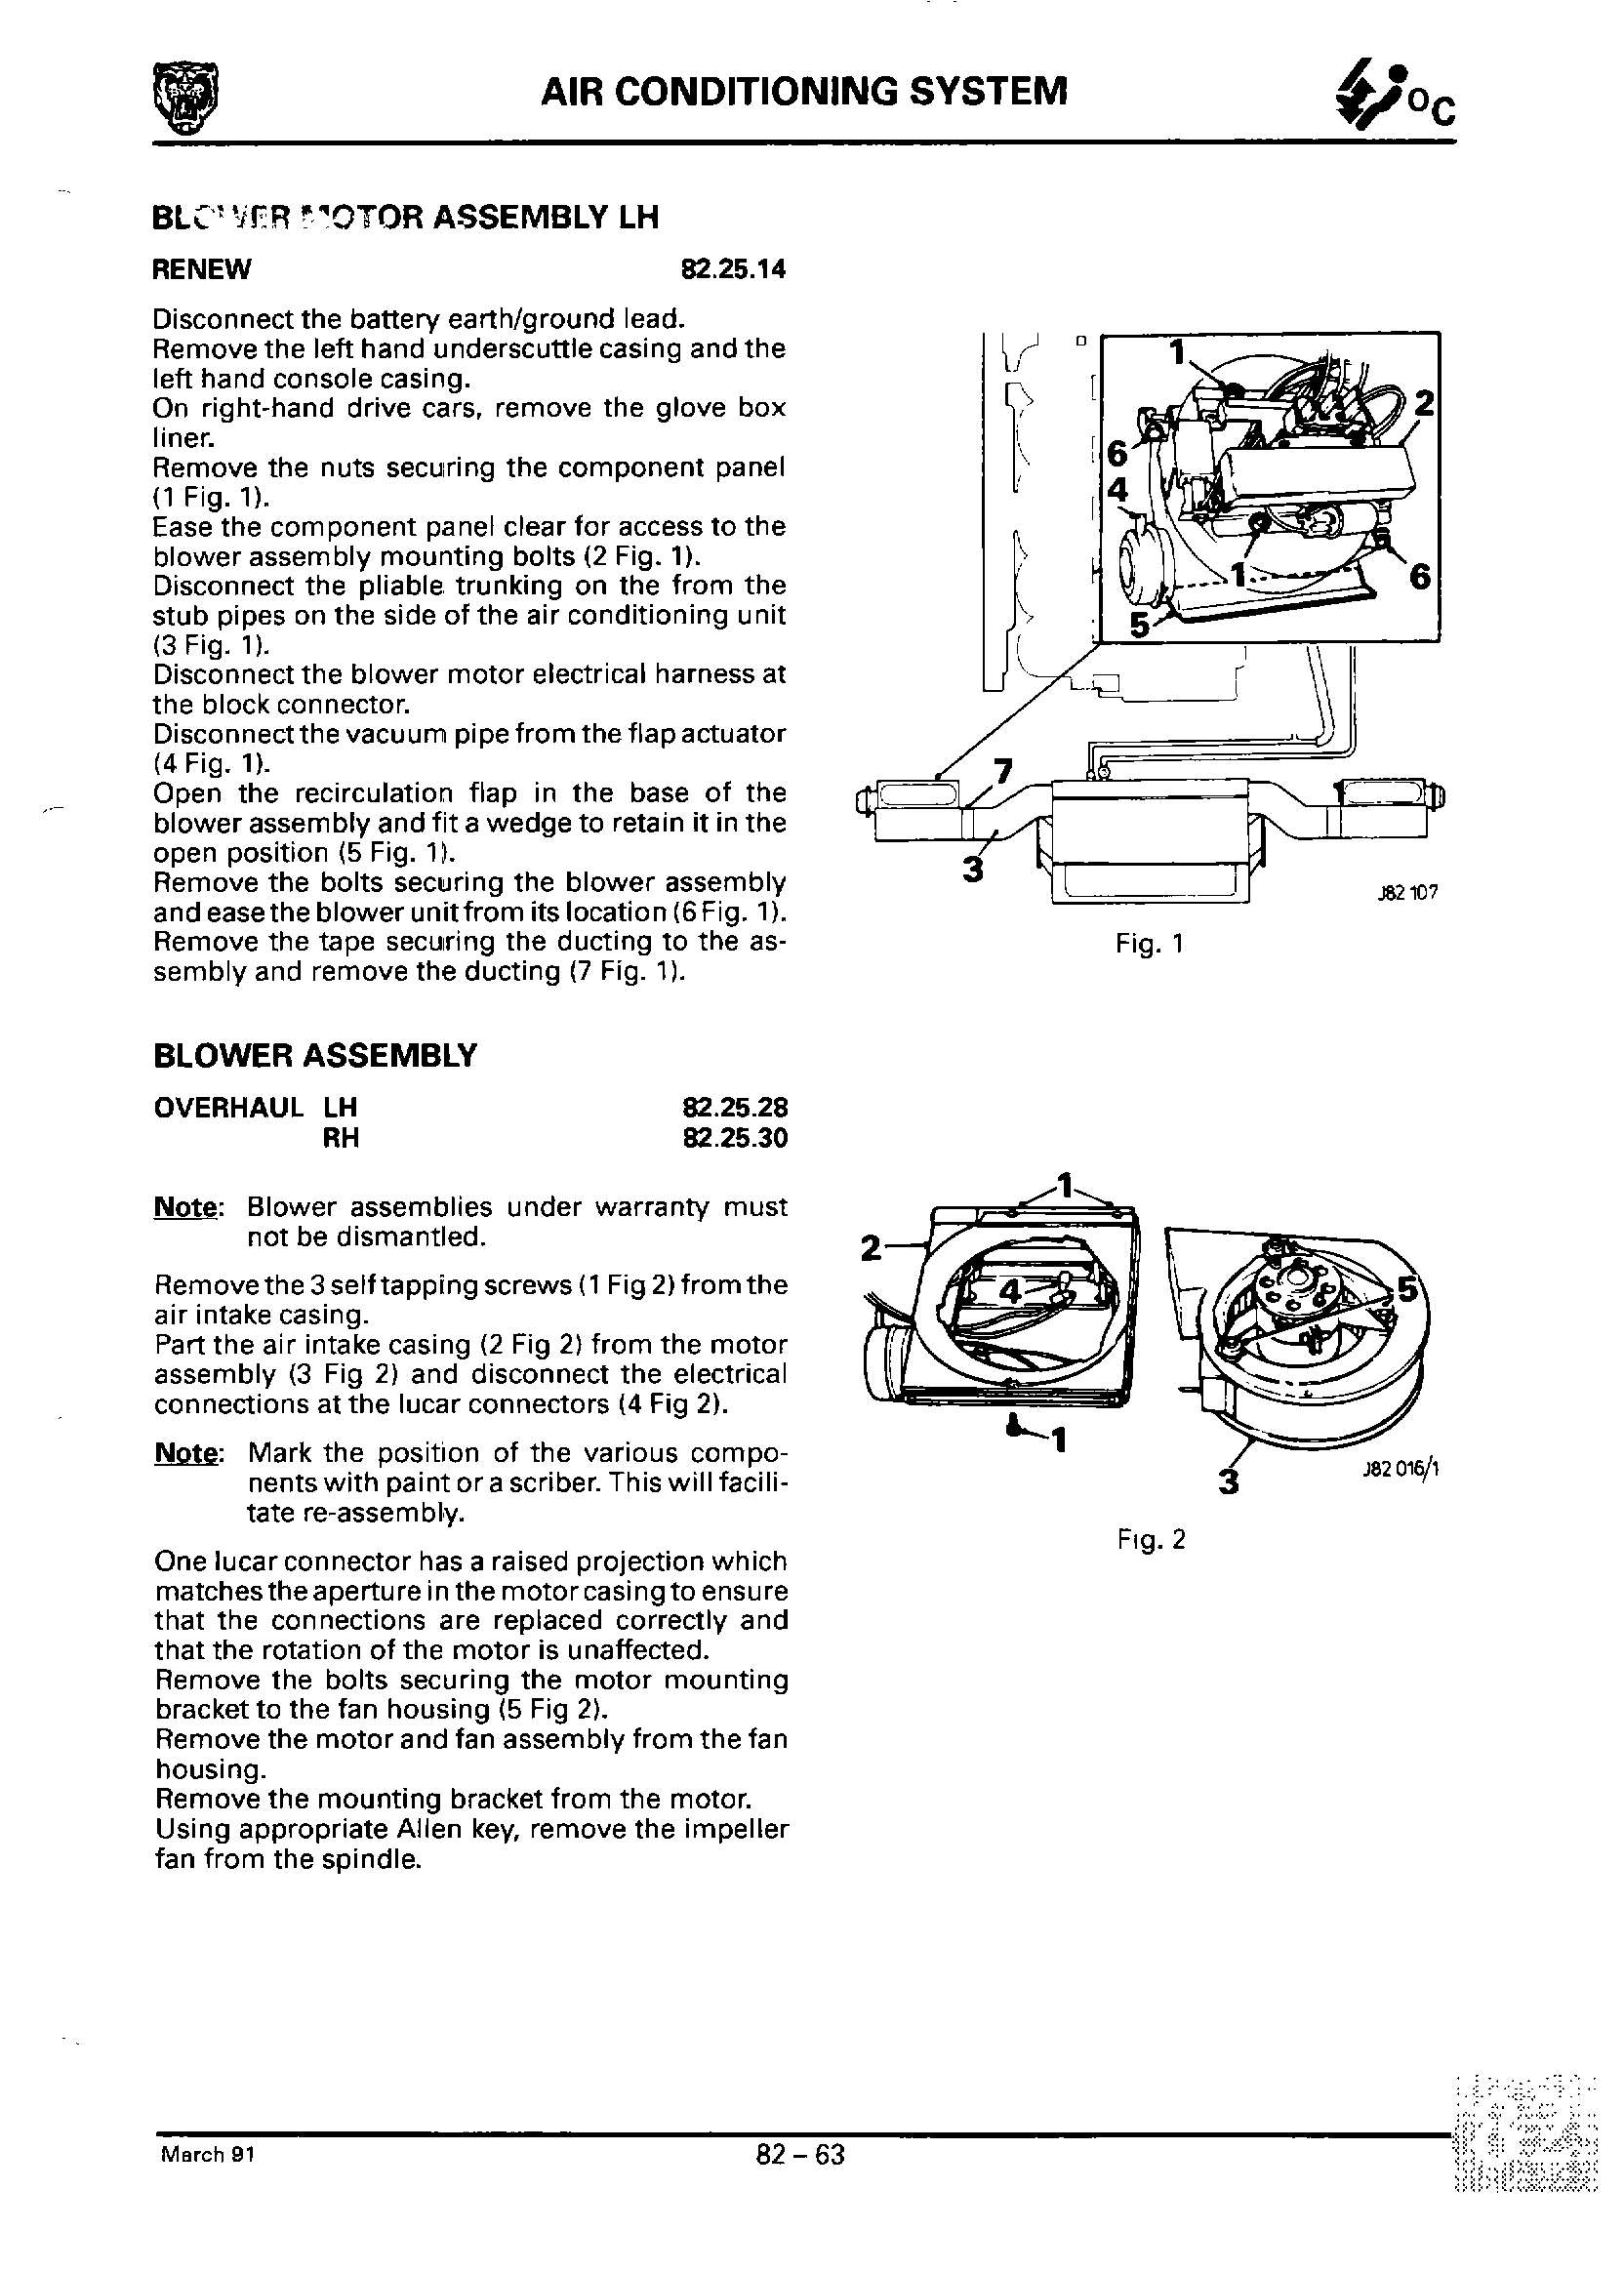 AIR CONDITIONING SYSTEM
°C
BLOWER MOTOR ASSEMBLY LH
RENEW 82.25.14
Disconnect the battery earth/ground lead.
Remove the left hand underscuttle casing and the
left hand console casing.
On right-hand drive cars, remove the glove box
liner.
Remove the nuts securing the component panel
(1 Fig. 1).
Ease the component panel clear for access to the
blower assembly mounting bolts (2 Fig. 1).
Disconnect the pliable trunking on the from the
stub pipes on the side of the air conditioning unit
(3 Fig. 1).
Disconnect the blower motor electrical harness at
the block connector.
Disconnect the vacuum pipe from the flap actuator
(4 Fig. 1).
Open the recirculation flap in the base of the
blower assembly and fit a wedge to retain it in the
open position (5 Fig. 1).
Remove the bolts securing the blower assembly
and ease the blower unit from its location (6 Fig. 1).
Remove the tape securing the ducting to the as-
sembly and remove the ducting (7 Fig. 1).
1
2
6
4
1
6
5
7
3
J82 107
Fig. 1
BLOWER ASSEMBLY
OVERHAUL LH 82.25.28
RH 82.25.30
Note: Blower assemblies under warranty must
not be dismantled.
Remove the 3 self tapping screws (1 Fig 2) from the
air intake casing.
Part the air intake casing (2 Fig 2) from the motor
assembly (3 Fig 2) and disconnect the electrical
connections at the lucar connectors (4 Fig 2).
Note: Mark the position of the various compo-
nents with paint or a scriber. This will facili-
tate re-assembly.
One lucar connector has a raised projection which
matches the aperture in the motor casing to ensure
that the connections are replaced correctly and
that the rotation of the motor is unaffected.
Remove the bolts securing the motor mounting
bracket to the fan housing (5 Fig 2).
Remove the motor and fan assembly from the fan
housing.
Remove the mounting bracket from the motor.
Using appropriate Allen key, remove the impeller
fan from the spindle.
1
2
4
5
1
3
J82 016/1
Fig. 2
March 91
82 – 63